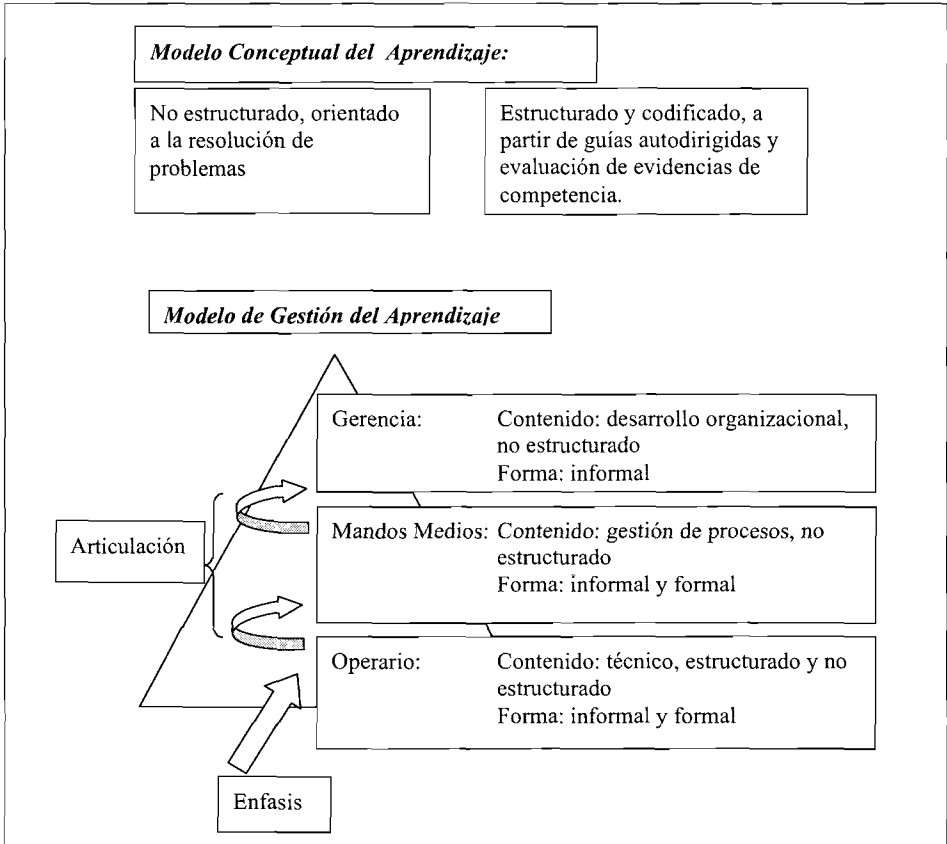 Modelo Conceptual del Aprendizaje:
No estructurado, orientado
a la resolución de
problemas
Estructurado y codificado, a
partir de guías autodirigidas y
evaluación de evidencias de
competencia.
Modelo de Gestión del Aprendizaje
Gerencia: Contenido: desarrollo organizacional,
no estructurado
Forma: informal
Articulación
Mandos Medios: Contenido: gestión de procesos, no
estructurado
Forma: informal y formal
Operario: Contenido: técnico, estructurado y no
estructurado
Forma: informal y formal
Enfasis